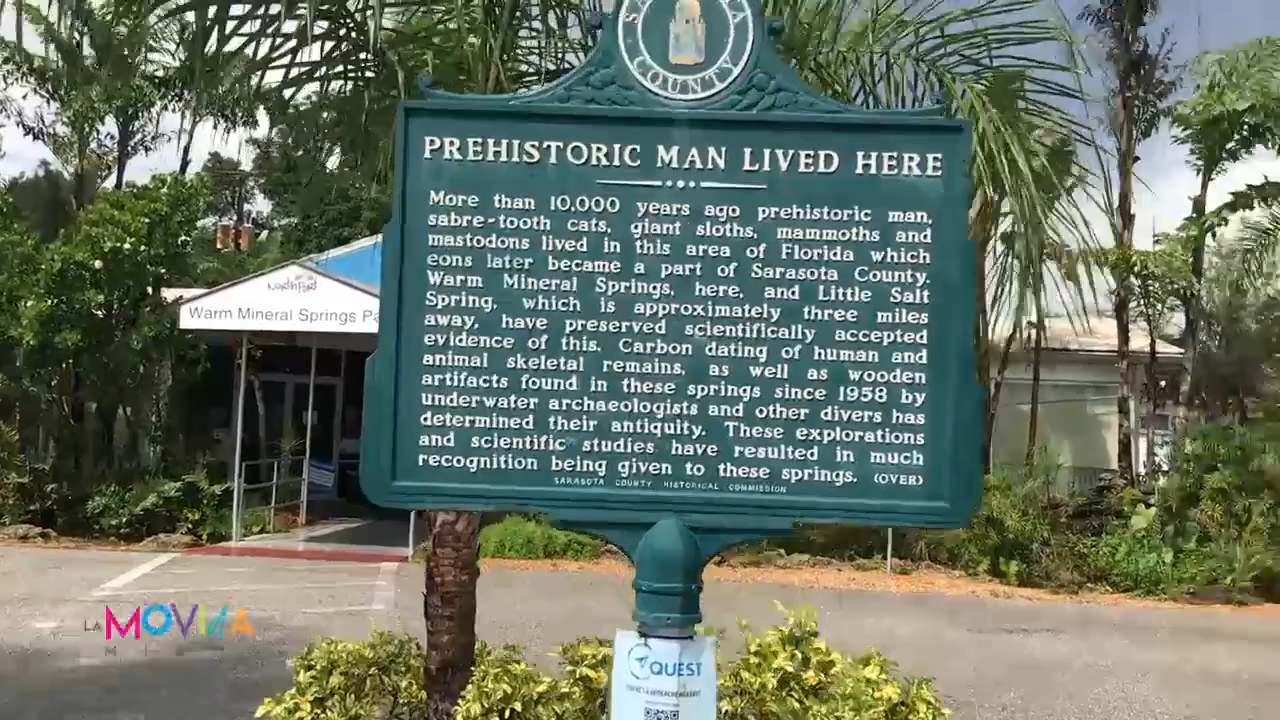 COUNTY
PREHISTORIC MAN LIVED HERE
More than 10,000 years ago prehistoric man,
sabre-tooth cats, giant sloths, mammoths and
mastodons lived in this area of Florida which
eons later became a part of Sarasota County.
Warm Mineral Springs, here, and Little Salt
Spring, which is approximately three miles
away, have preserved scientifically accepted
evidence of this. Carbon dating of human and
animal skeletal remains, as well as wooden
artifacts found in these springs since 1958 by
underwater archaeologists and other divers has
determined their antiquity. These explorations
and scientific studies have resulted in much
recognition being given to these springs. (OVER)
SARASOTA COUNTY HISTORICAL COMMISSION
North Port
Warm Mineral Springs Pa
LA MOVIdA
QUEST